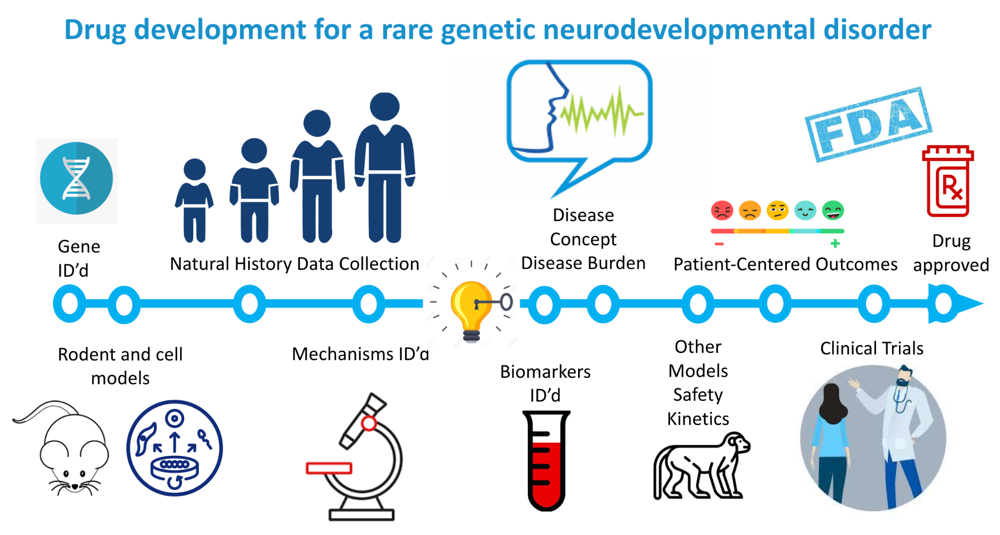 Drug development for a rare genetic neurodevelopmental disorder
FDA
Rx
Gene
ID’d
Natural History Data Collection
Disease
Concept
Disease Burden
- +
Patient-Centered Outcomes
Drug
approved
Rodent and cell
models
Mechanisms ID’d
Biomarkers
ID’d
Other
Models
Safety
Kinetics
Clinical Trials